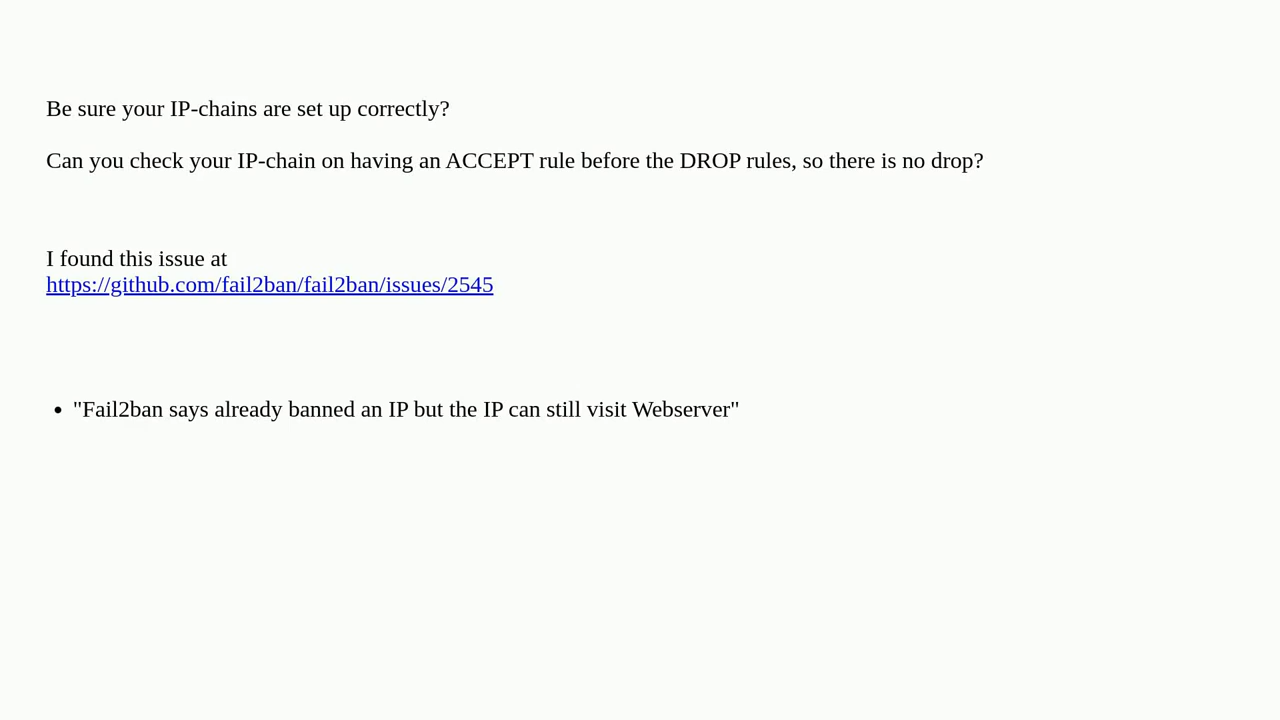 Be sure your IP-chains are set up correctly?
Can you check your IP-chain on having an ACCEPT rule before the DROP rules, so there is no drop?
I found this issue at
https://github.com/fail2ban/fail2ban/issues/2545
• "Fail2ban says already banned an IP but the IP can still visit Webserver"